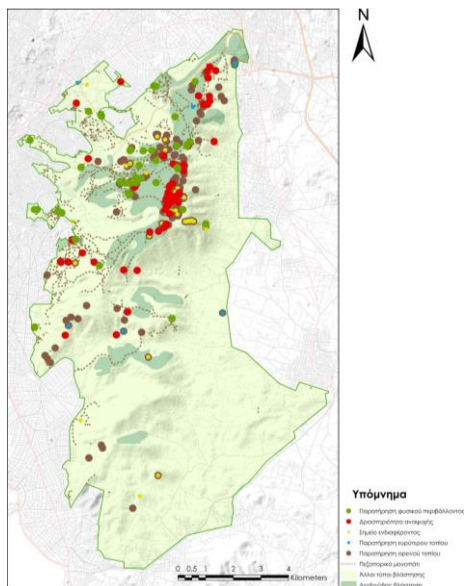 N
0 0.5 1 2 3 4
Kilometers
Υπόμνημα
Παρατήρηση φυσικού περιβάλλοντος
Δραστηριότητα αναψυχής
Σημείο ενδιαφέροντος
Παρατήρηση ευρύτερου τοπίου
Παρατήρηση ορεινού τοπίου
Πεζοπορικό μονοπάτι
Άλλοι τύποι βλάστησης
βλάστηση